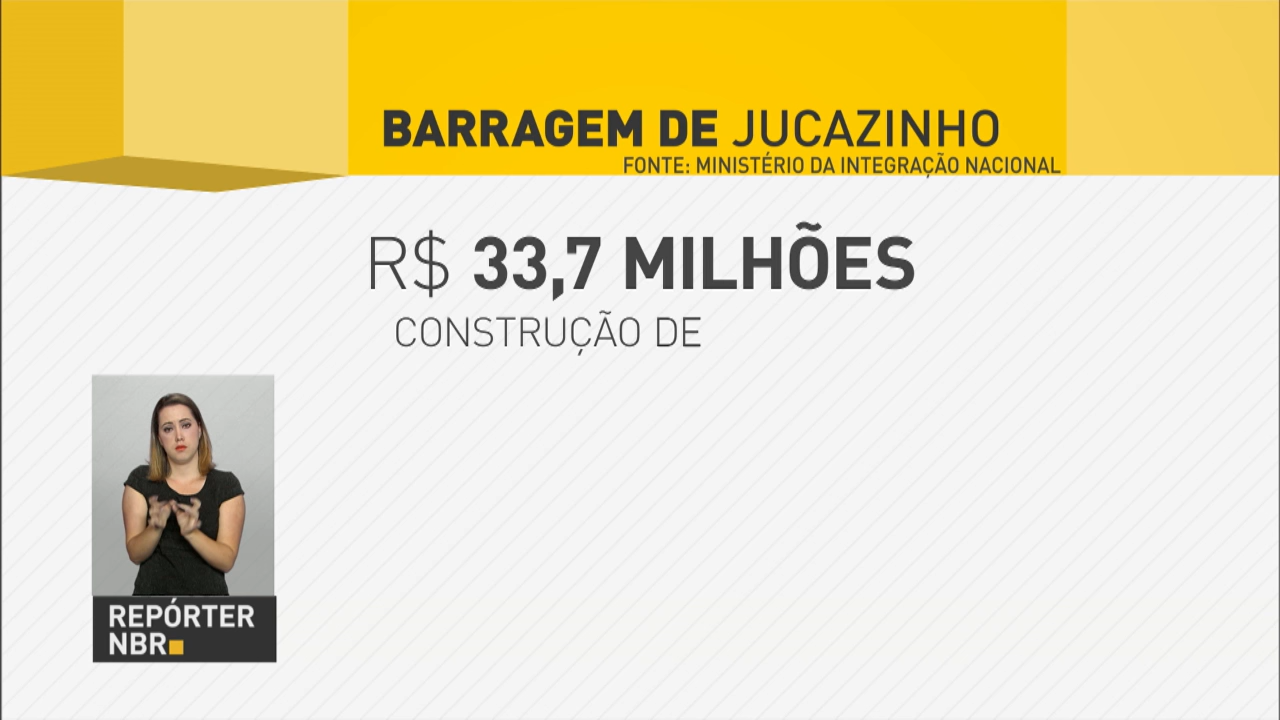 BARRAGEM DE JUCAZINHO
FONTE: MINISTÉRIO DA INTEGRAÇÃO NACIONAL
R$ 33,7 MILHÕES
CONSTRUÇÃO DE
REPÓRTER
NBR